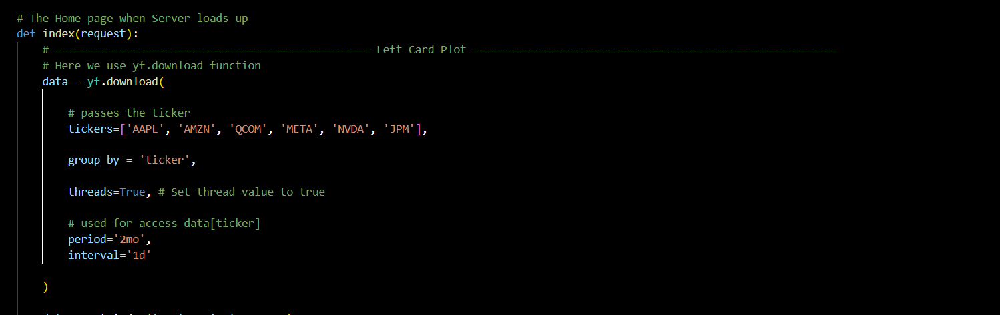 # The Home page when Server loads up
def index(request):
# ================================================= Left Card Plot =========================================================
# Here we use yf.download function
data = yf.download(
# passes the ticker
tickers=['AAPL', 'AMZN', 'QCOM', 'META', 'NVDA', 'JPM'],
group_by = 'ticker',
threads=True, # Set thread value to true
# used for access data[ticker]
period='2mo',
interval='1d'
)